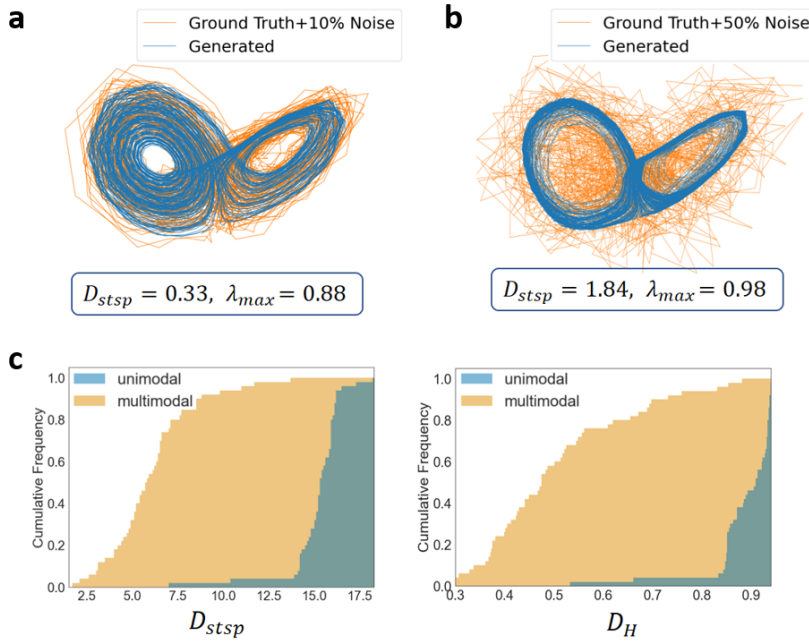 a
Ground Truth+10% Noise
Generated
D_stsp = 0.33, λ_max = 0.88
b
Ground Truth+50% Noise
Generated
D_stsp = 1.84, λ_max = 0.98
c
unimodal
multimodal
Cumulative Frequency
1.0
0.8
0.6
0.4
0.2
0.0
2.5 5.0 7.5 10.0 12.5 15.0 17.5
D_stsp
unimodal
multimodal
Cumulative Frequency
1.0
0.8
0.6
0.4
0.2
0.0
0.3 0.4 0.5 0.6 0.7 0.8 0.9
D_H